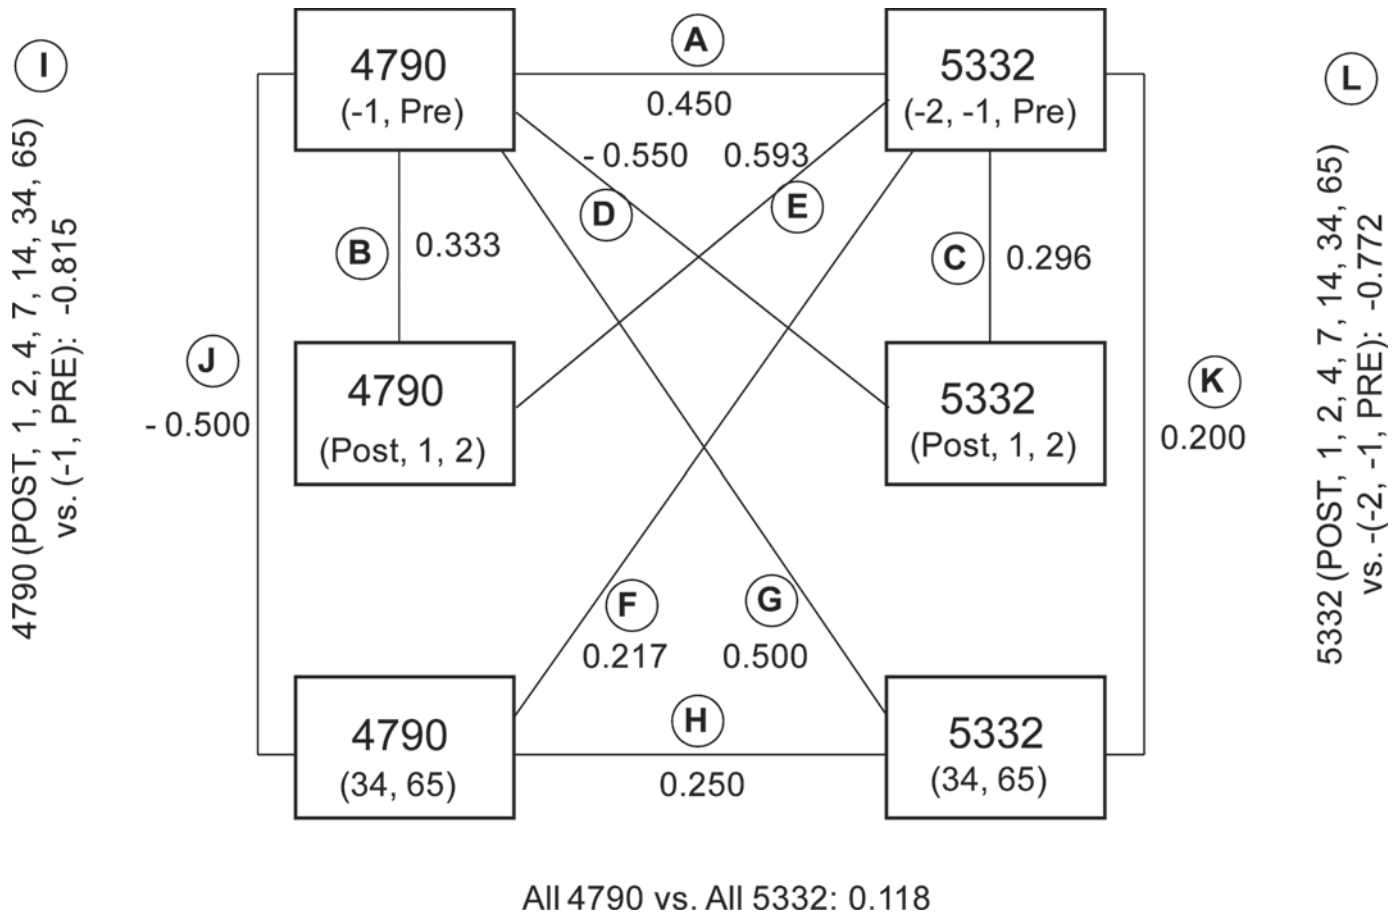 I
4790 (POST, 1, 2, 4, 7, 14, 34, 65)
vs. (-1, PRE): -0.815
4790
(-1, Pre)
A
0.450
5332
(-2, -1, Pre)
L
5332 (POST, 1, 2, 4, 7, 14, 34, 65)
vs. -(-2, -1, PRE): -0.772
- 0.550
0.593
D
E
B
0.333
C
0.296
J
- 0.500
4790
(Post, 1, 2)
5332
(Post, 1, 2)
K
0.200
F
0.217
G
0.500
4790
(34, 65)
H
0.250
5332
(34, 65)
All 4790 vs. All 5332: 0.118